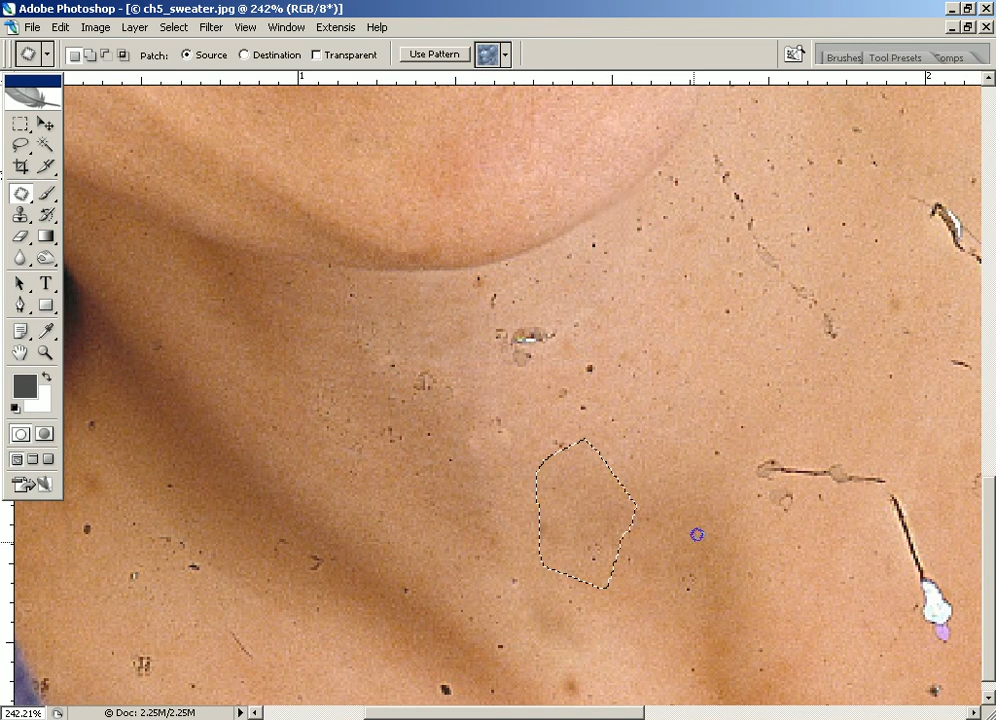 Adobe Photoshop - [© ch5_sweater.jpg @ 242% (RGB/8*)]
File Edit Image Layer Select Filter View Window Extensis Help
Patch: Source Destination Transparent Use Pattern Brushes Tool Presets Comps
1 2
T
242.21% © Doc: 2.25M/2.25M